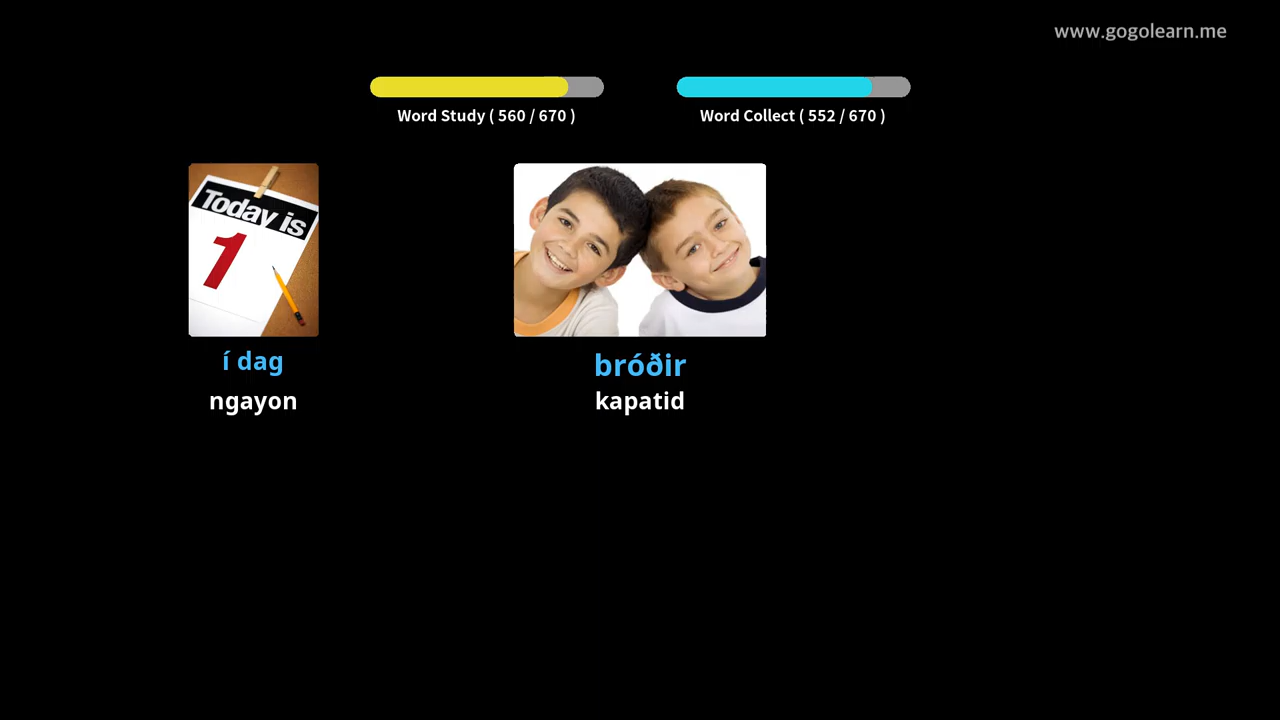 www.gogolearn.me
Word Study ( 560 / 670 )
Word Collect ( 552 / 670 )
Today is
1
í dag
ngayon
bróðir
kapatid